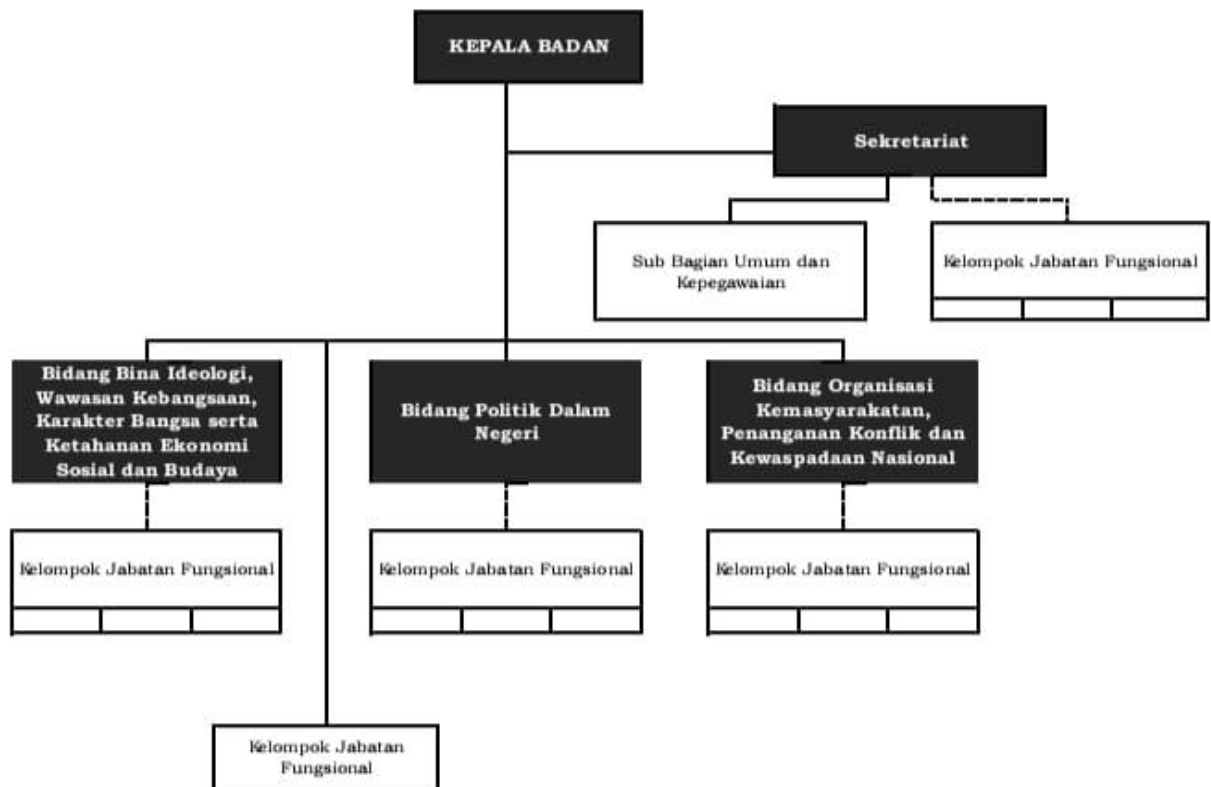 KEPALA BADAN
Sekretariat
Sub Bagian Umum dan
Kepegawaian
Kelompok Jabatan Fungsional
Bidang Bina Ideologi,
Wawasan Kebangsaan,
Karakter Bangsa serta
Ketahanan Ekonomi
Sosial dan Budaya
Bidang Politik Dalam
Negeri
Bidang Organisasi
Kemasyarakatan,
Penanganan Konflik dan
Kewaspadaan Nasional
Kelompok Jabatan Fungsional
Kelompok Jabatan Fungsional
Kelompok Jabatan Fungsional
Kelompok Jabatan
Fungsional